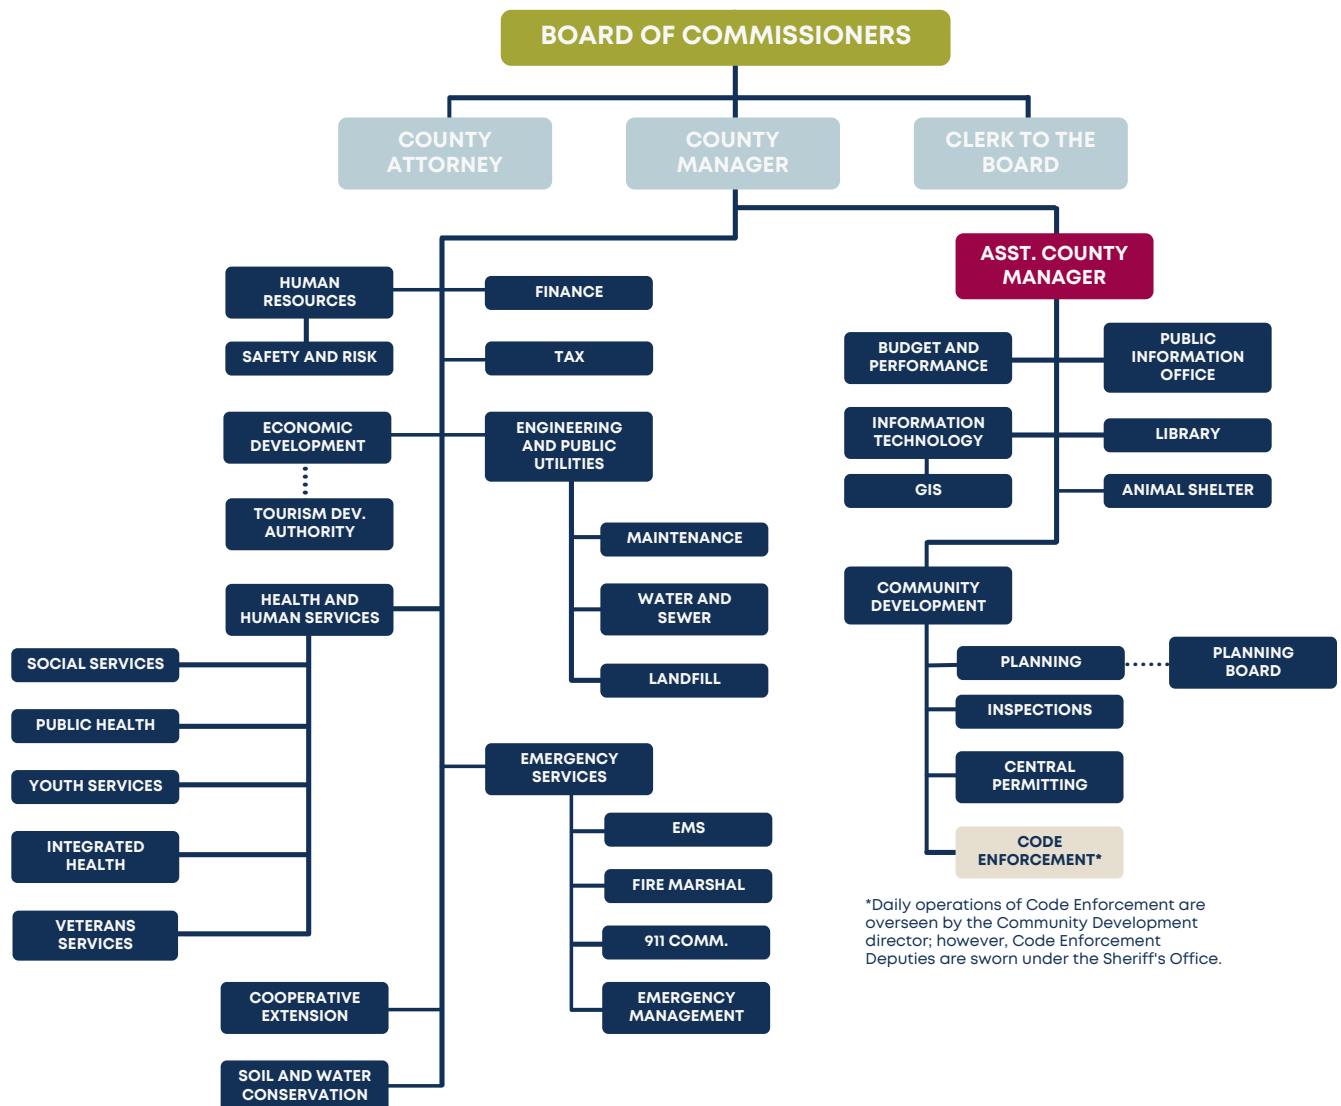 BOARD OF COMMISSIONERS
COUNTY
ATTORNEY
COUNTY
MANAGER
CLERK TO THE
BOARD
ASST. COUNTY
MANAGER
HUMAN
RESOURCES
FINANCE
SAFETY AND RISK
TAX
ECONOMIC
DEVELOPMENT
ENGINEERING
AND PUBLIC
UTILITIES
TOURISM DEV.
AUTHORITY
MAINTENANCE
HEALTH AND
HUMAN SERVICES
WATER AND
SEWER
SOCIAL SERVICES
LANDFILL
PUBLIC HEALTH
YOUTH SERVICES
INTEGRATED
HEALTH
VETERANS
SERVICES
EMERGENCY
SERVICES
EMS
FIRE MARSHAL
911 COMM.
EMERGENCY
MANAGEMENT
COOPERATIVE
EXTENSION
SOIL AND WATER
CONSERVATION
BUDGET AND
PERFORMANCE
PUBLIC
INFORMATION
OFFICE
INFORMATION
TECHNOLOGY
LIBRARY
GIS
ANIMAL SHELTER
COMMUNITY
DEVELOPMENT
PLANNING
PLANNING
BOARD
INSPECTIONS
CENTRAL
PERMITTING
CODE
ENFORCEMENT*
*Daily operations of Code Enforcement are
overseen by the Community Development
director; however, Code Enforcement
Deputies are sworn under the Sheriff's Office.